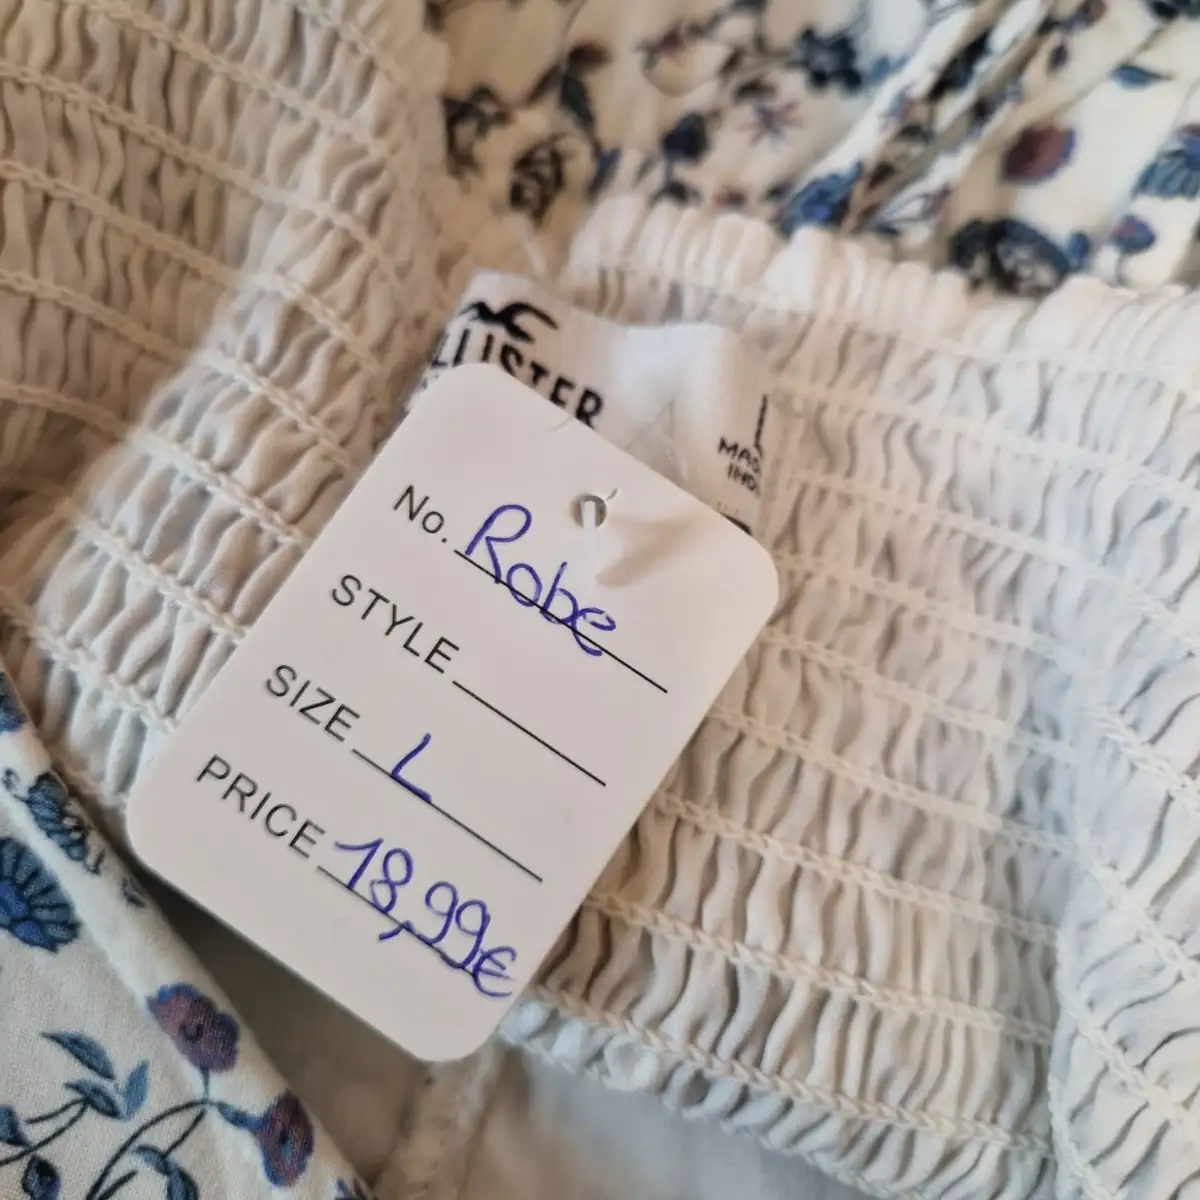 No. Robe
STYLE
SIZE L
PRICE 18,99€